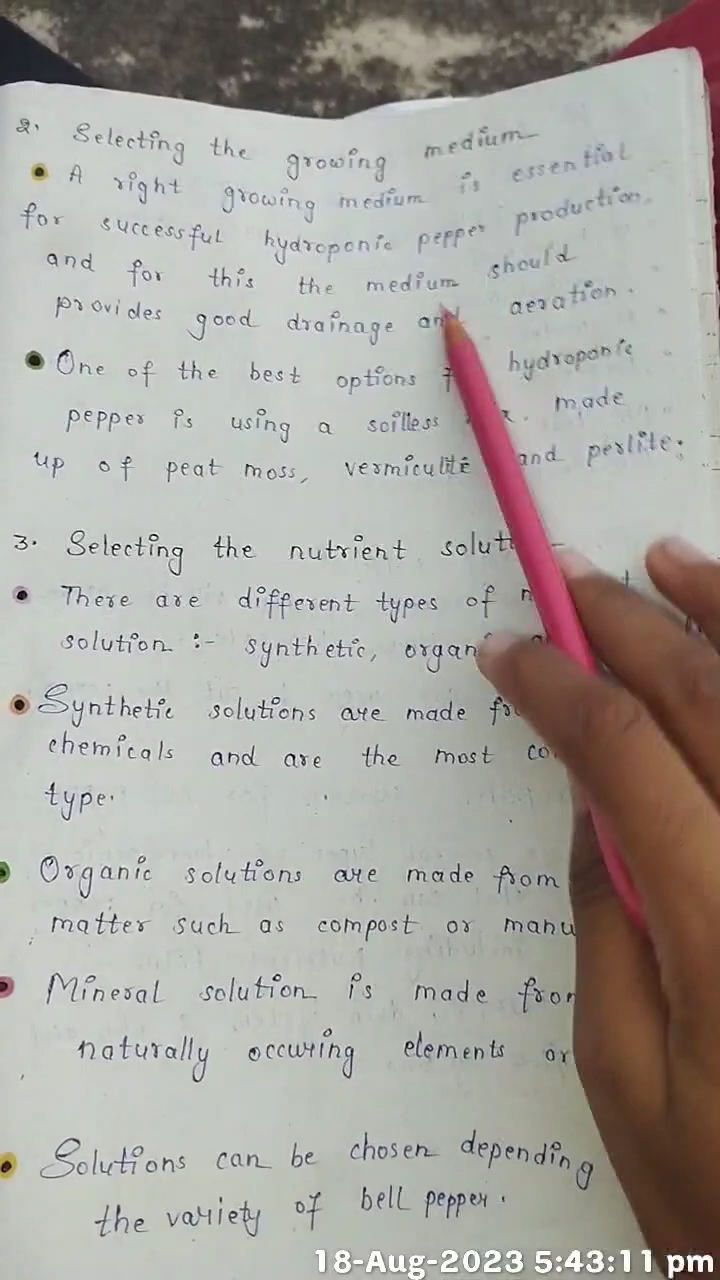 2. Selecting the growing medium
• A right growing medium is essential
for successful hydroponic pepper production
and for this the medium should
provides good drainage and aeration.
• One of the best options hydroponic
pepper is using a soilless made
up of peat moss, vermiculite and perlite.
3. Selecting the nutrient
• There are different types of
solution :- synthetic,
• Synthetic solutions are made
chemicals and are the most
type.
• Organic solutions are made from
matter such as compost or
• Mineral solution is made
naturally occuring elements or
• Solutions can be chosen depending
the variety of bell pepper.
18-Aug-2023 5:43:11 pm